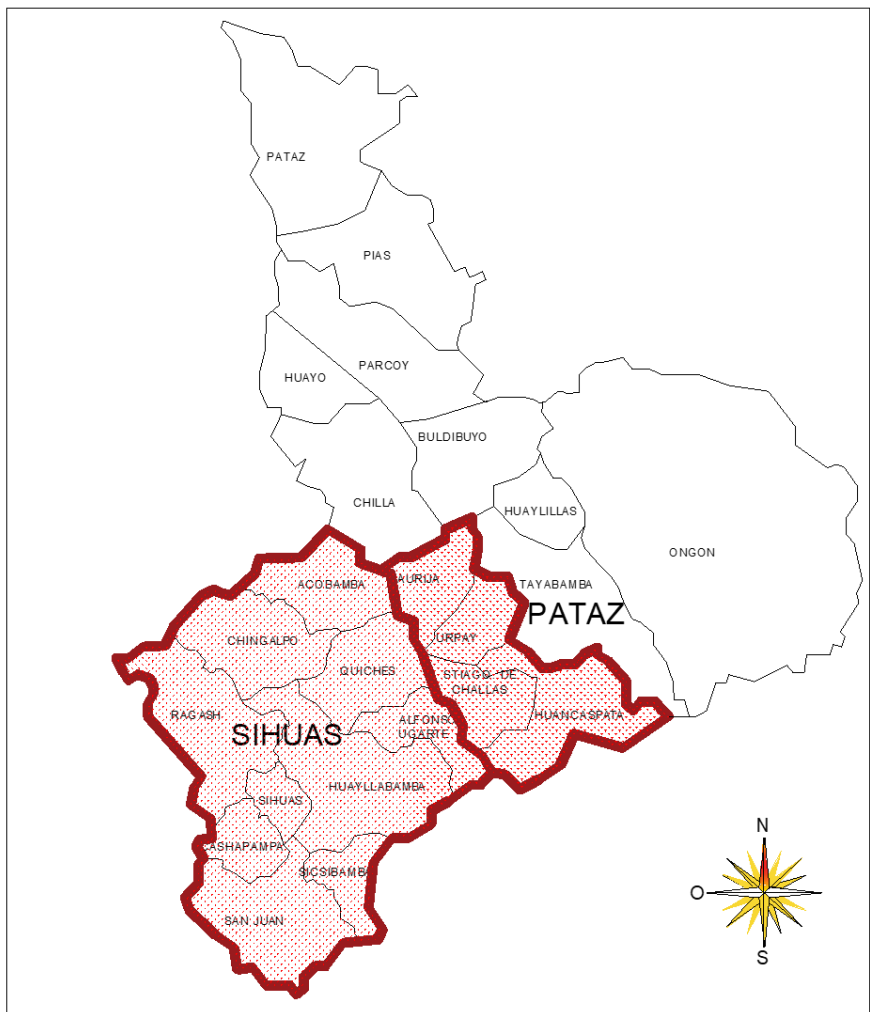 PATAZ
PIAS
PARCOY
HUAYO
BULDIBUYO
CHILLA
HUAYLILLAS
ONGON
TAYABAMBA
PATAZ
AURIJA
ACOBAMBA
URPAY
CHINGALPO
QUICHES
STIAGO DE
CHALLAS
HUANCASPATA
RAGASH
SIHUAS
ALFONSO
UGARTE
HUAYLLABAMBA
SIHUAS
CASHAPAMPA
SICSIBAMBA
SAN JUAN
N
O
S